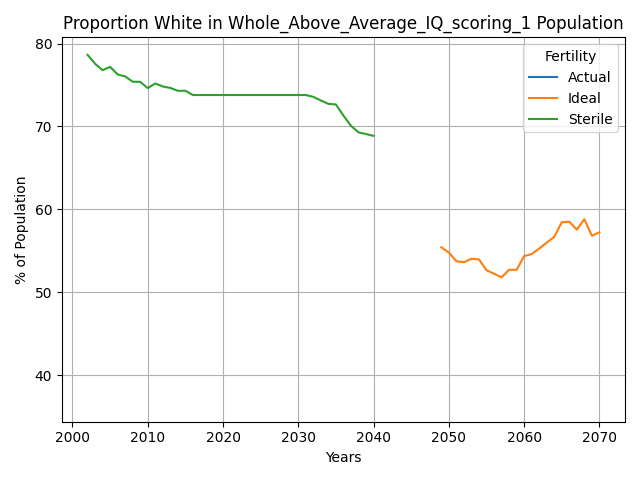 Proportion White in Whole_Above_Average_IQ_scoring_1 Population
Fertility
Actual
Ideal
Sterile
% of Population
80
70
60
50
40
2000 2010 2020 2030 2040 2050 2060 2070
Years